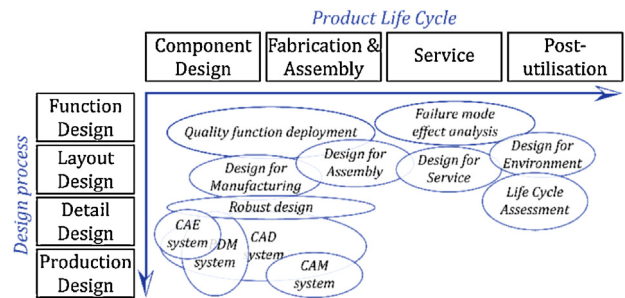 Product Life Cycle
Component
Design
Fabrication &
Assembly
Service
Post-
utilisation
Design process
Function
Design
Layout
Design
Detail
Design
Production
Design
Quality function deployment
Failure mode
effect analysis
Design for
Manufacturing
Design for
Assembly
Design for
Service
Design for
Environment
Life Cycle
Assessment
Robust design
CAE
system
PDM
system
CAD
ystem
CAM
system